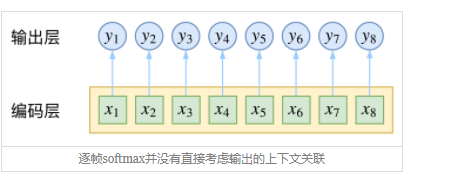 输出层 y1 y2 y3 y4 y5 y6 y7 y8
编码层 x1 x2 x3 x4 x5 x6 x7 x8
逐帧softmax并没有直接考虑输出的上下文关联